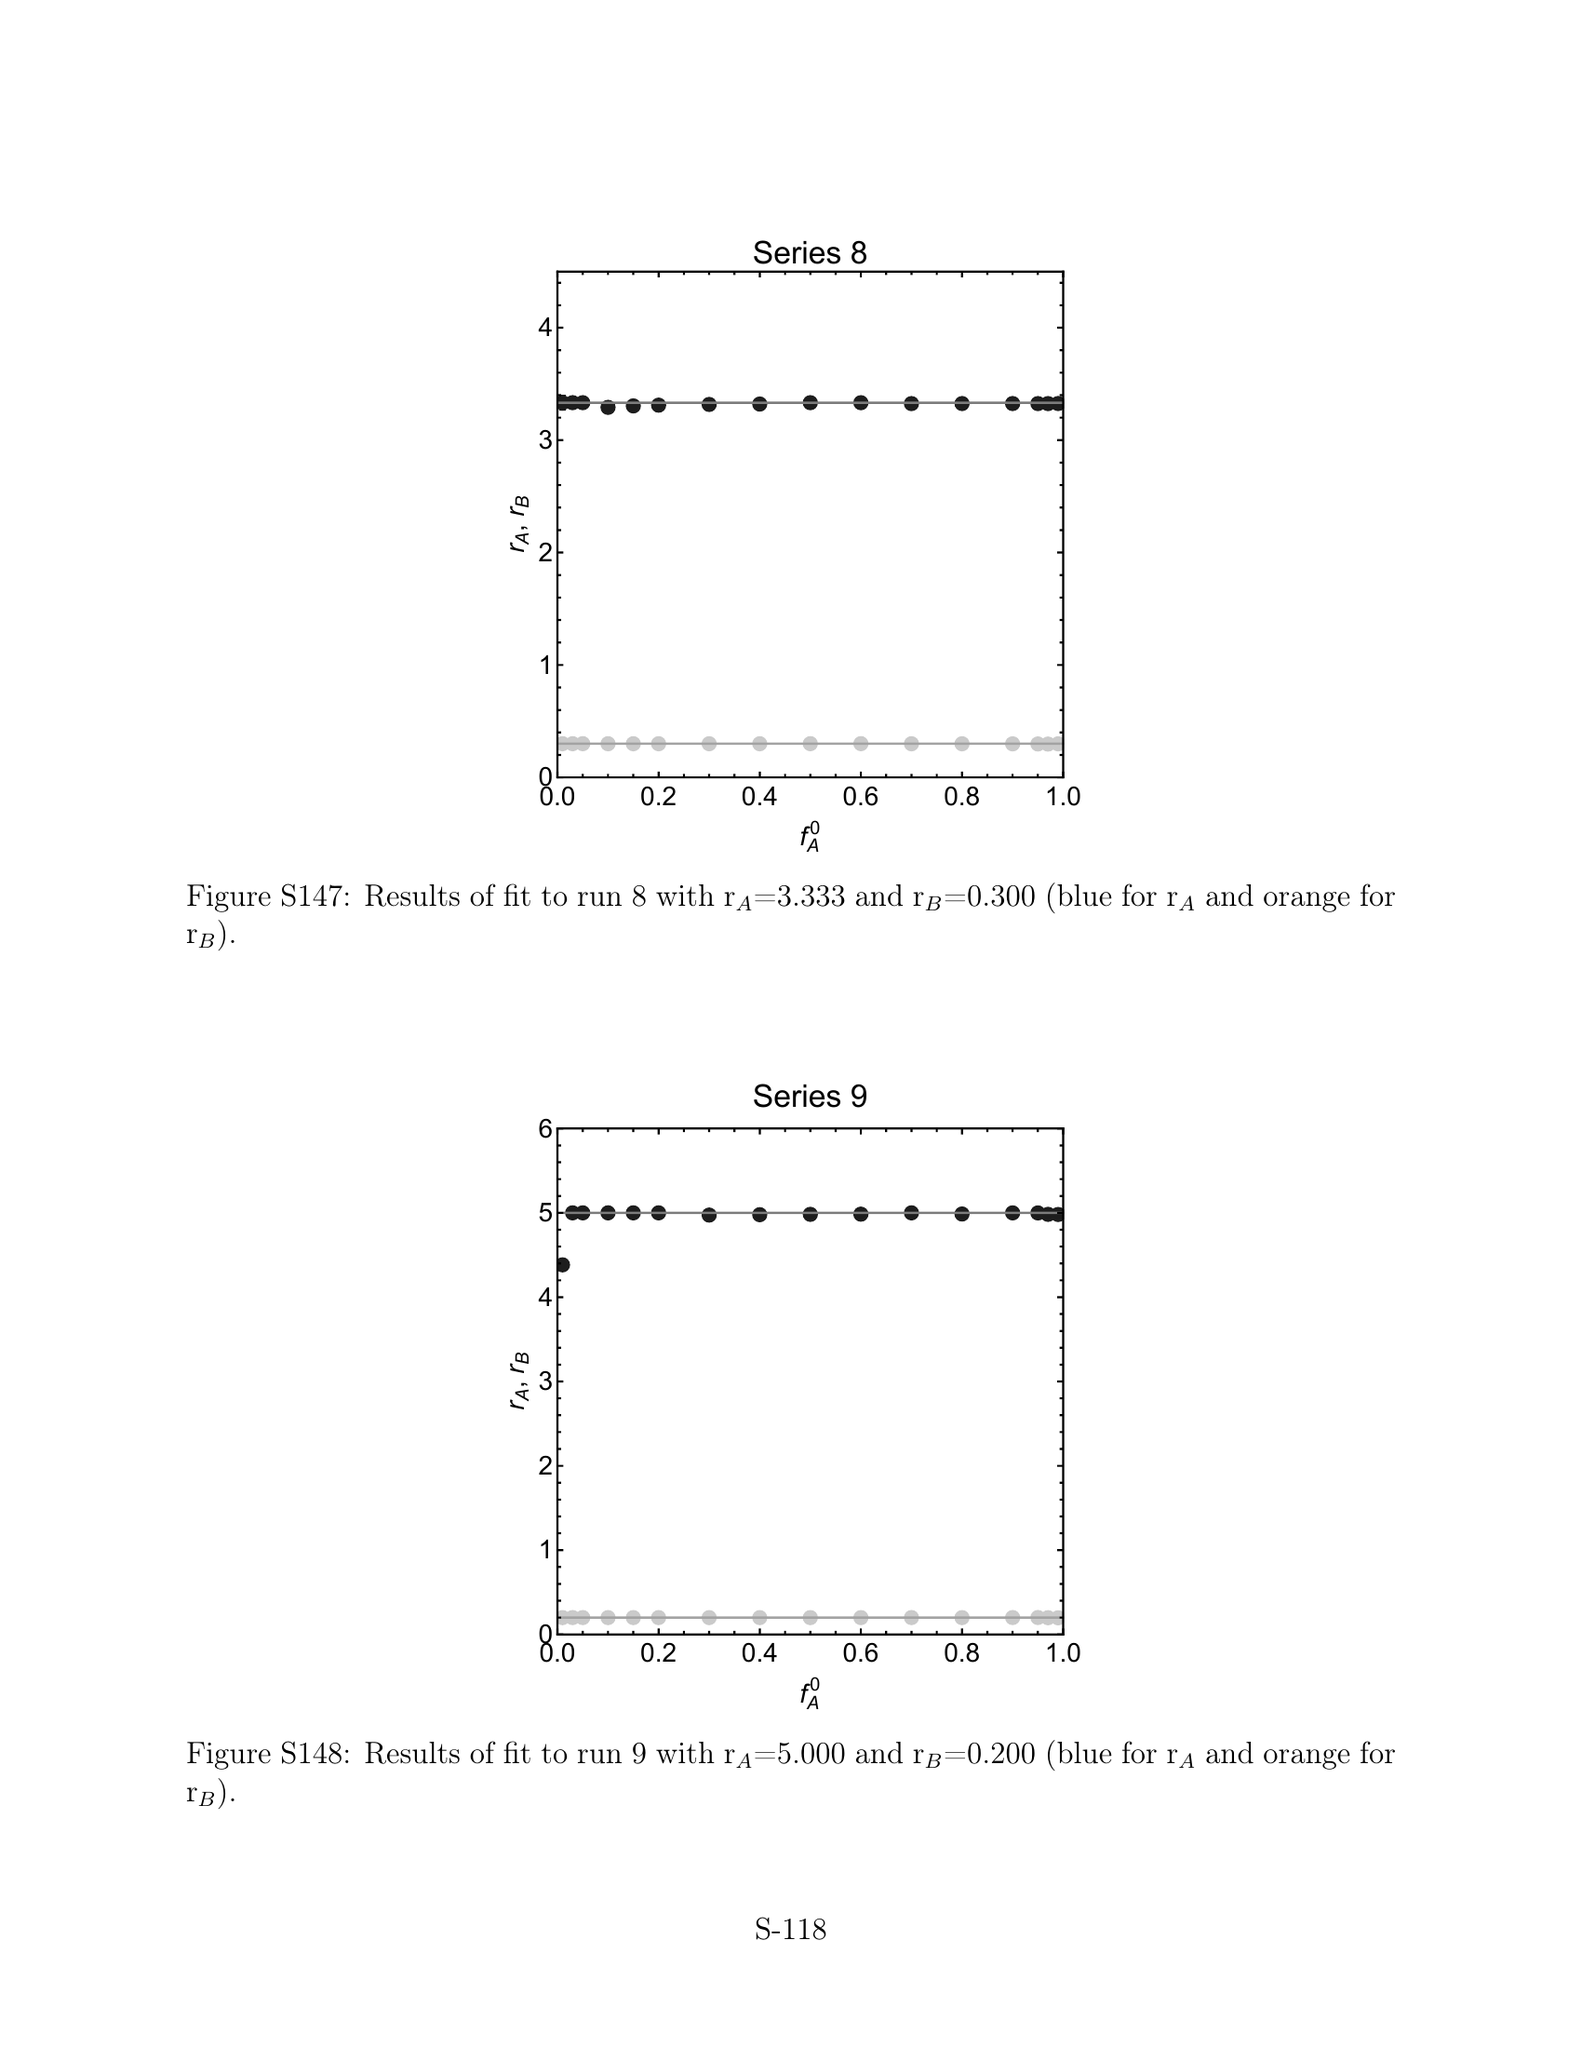 Series 8
4
3
2
1
0
r_A, r_B
0.0 0.2 0.4 0.6 0.8 1.0
f_A^0
Figure S147: Results of fit to run 8 with r_A=3.333 and r_B=0.300 (blue for r_A and orange for
r_B).
Series 9
6
5
4
3
2
1
0
r_A, r_B
0.0 0.2 0.4 0.6 0.8 1.0
f_A^0
Figure S148: Results of fit to run 9 with r_A=5.000 and r_B=0.200 (blue for r_A and orange for
r_B).
S-118